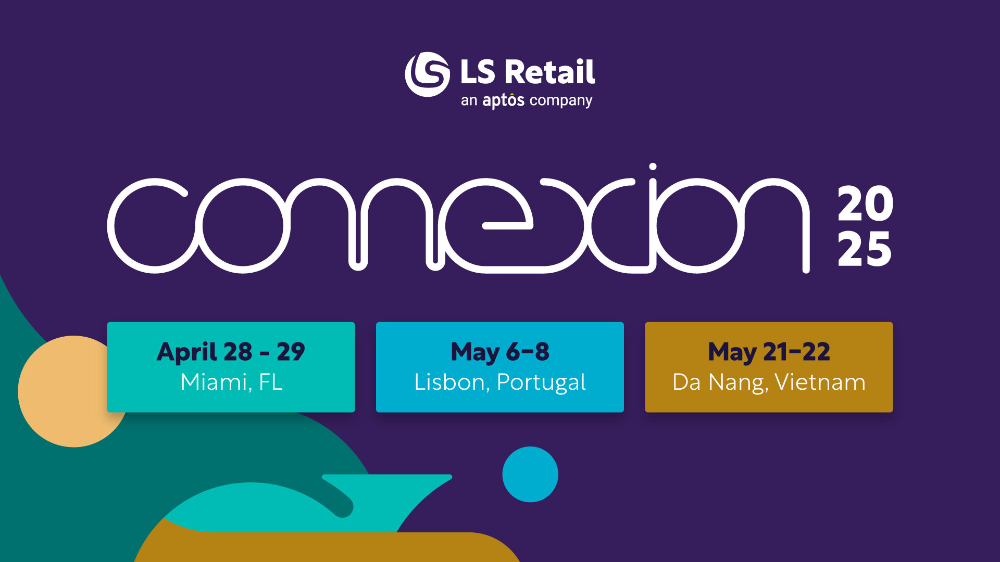 LS Retail
an aptos company
connexion
20
25
April 28 - 29
Miami, FL
May 6–8
Lisbon, Portugal
May 21–22
Da Nang, Vietnam